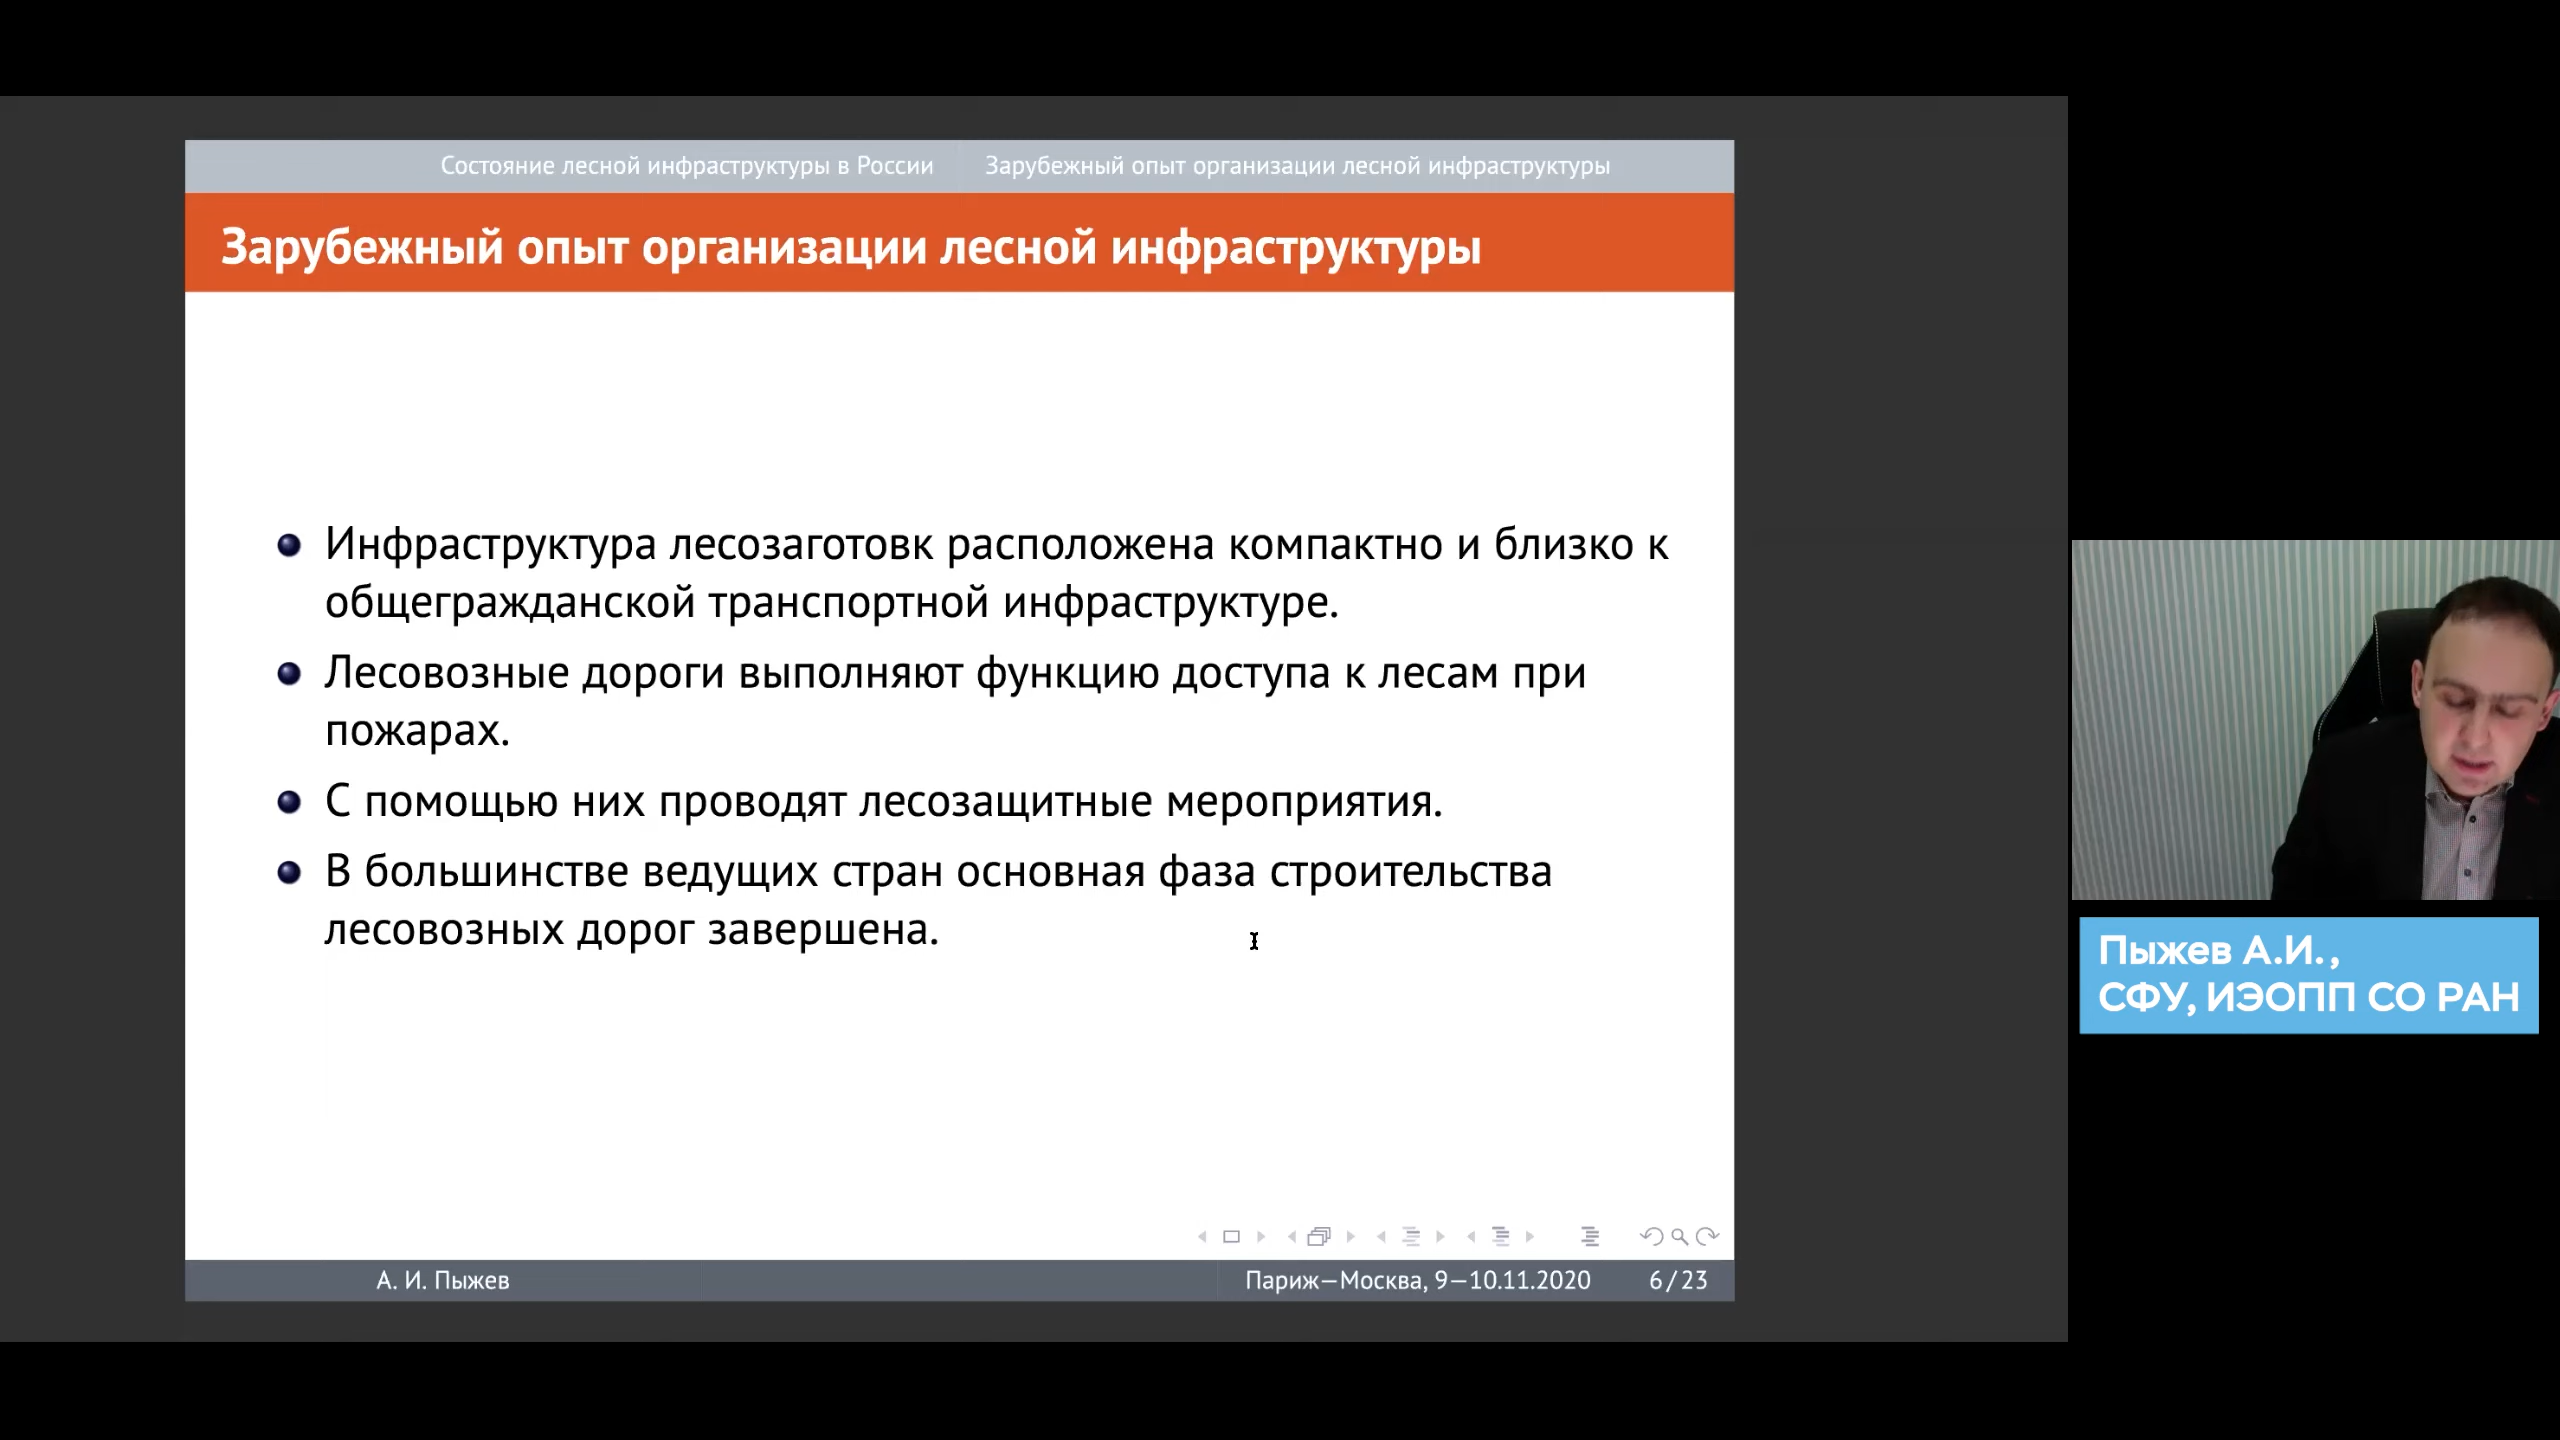 Состояние лесной инфраструктуры в России Зарубежный опыт организации лесной инфраструктуры
Зарубежный опыт организации лесной инфраструктуры
Инфраструктура лесозаготовк расположена компактно и близко к
общегражданской транспортной инфраструктуре.
Лесовозные дороги выполняют функцию доступа к лесам при
пожарах.
С помощью них проводят лесозащитные мероприятия.
В большинстве ведущих стран основная фаза строительства
лесовозных дорог завершена.
А. И. Пыжев Париж—Москва, 9—10.11.2020 6/23
Пыжев А.И.,
СФУ, ИЭОПП СО РАН